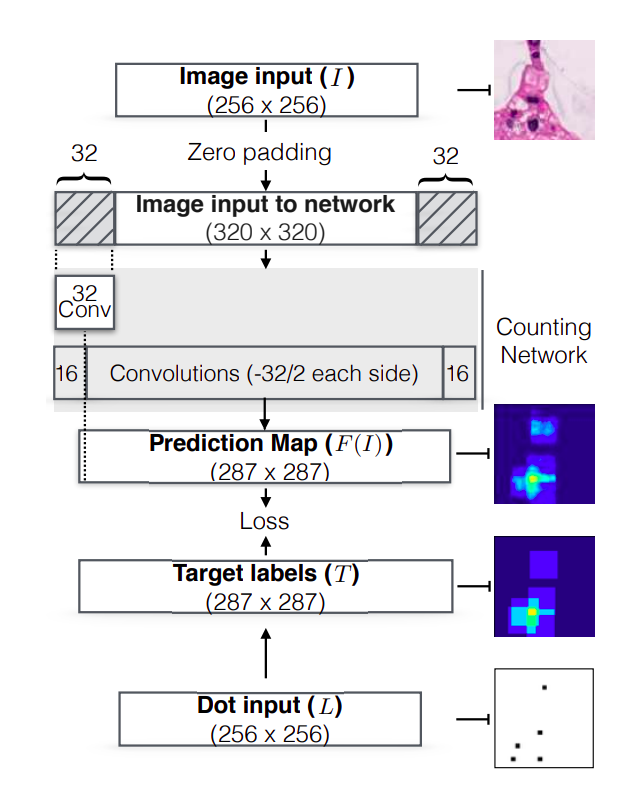 Image input (I)
(256 x 256)
32
Zero padding
32
Image input to network
(320 x 320)
32
Conv
Counting
Network
16
Convolutions (-32/2 each side)
16
Prediction Map (F(I))
(287 x 287)
Loss
Target labels (T)
(287 x 287)
Dot input (L)
(256 x 256)